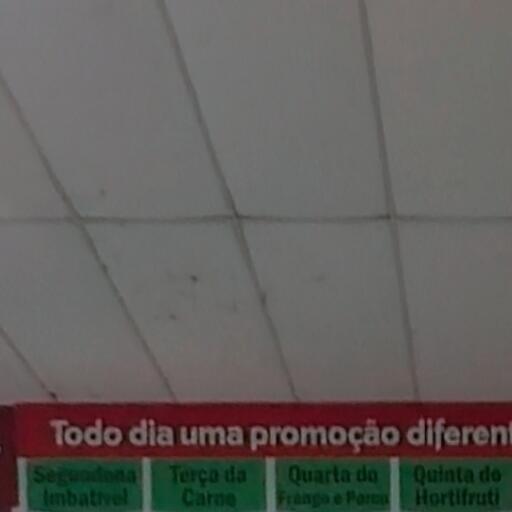 Todo dia uma promoção diferent
Segundona
Imbatível
Terça da
Carne
Quarta do
Frango e Porco
Quinta do
Hortifruti